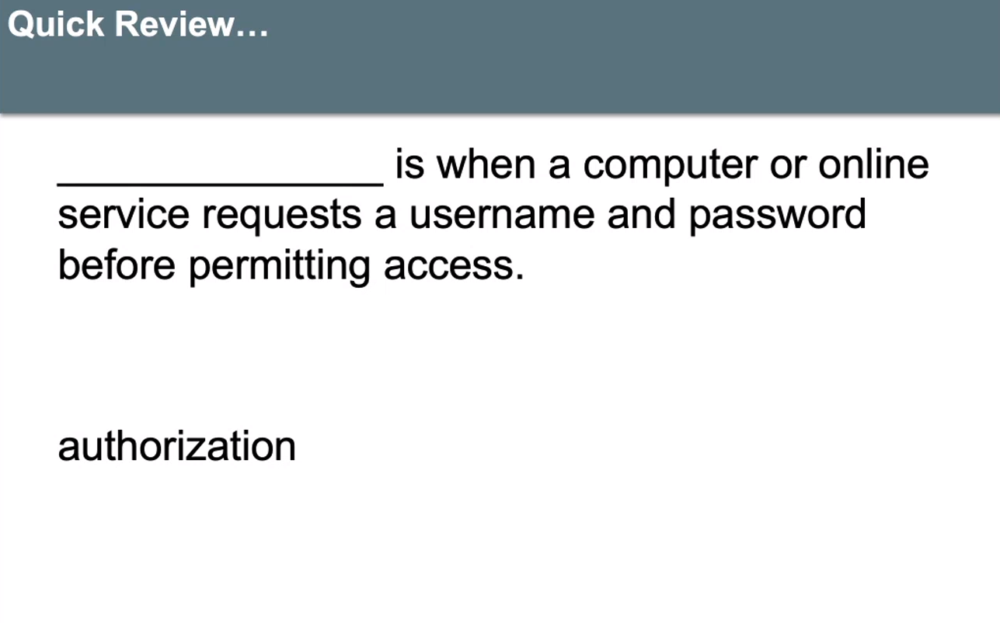 Quick Review...
_______________ is when a computer or online
service requests a username and password
before permitting access.
authorization